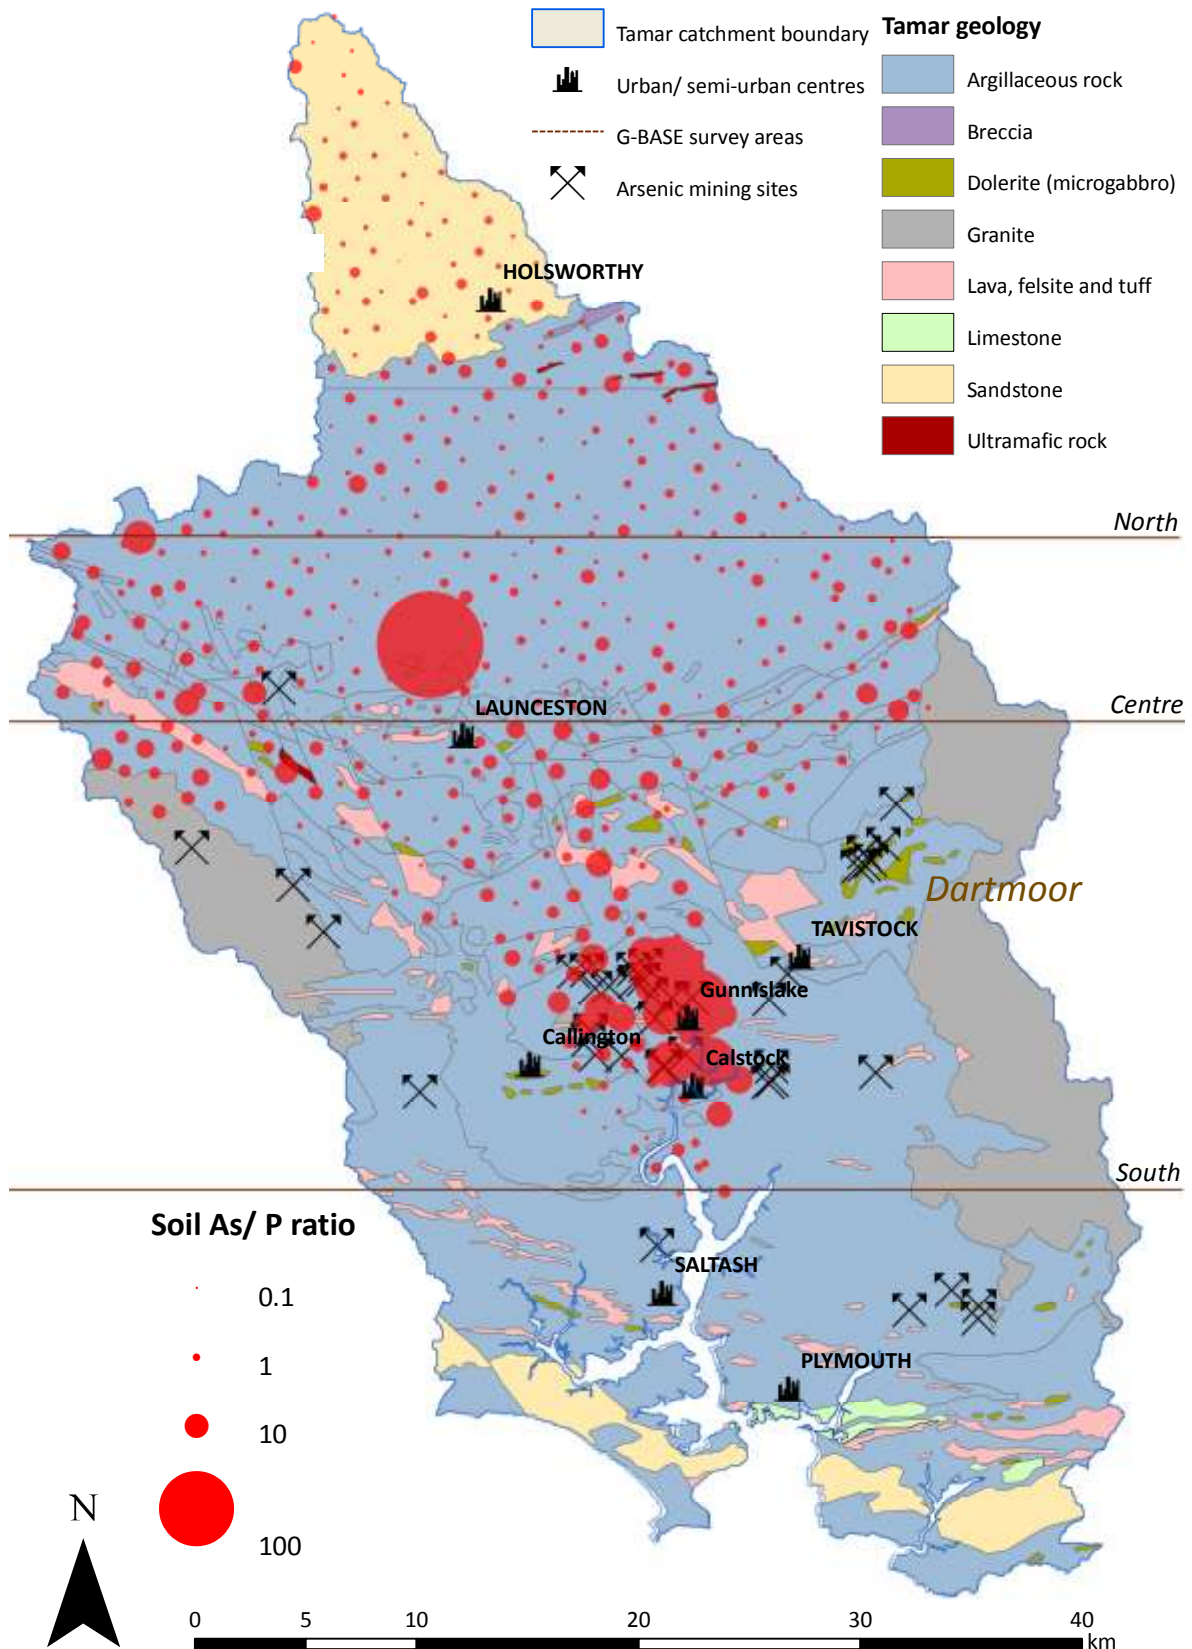 Tamar catchment boundary
Urban/ semi-urban centres
G-BASE survey areas
Arsenic mining sites
Tamar geology
Argillaceous rock
Breccia
Dolerite (microgabbro)
Granite
Lava, felsite and tuff
Limestone
Sandstone
Ultramafic rock
HOLSWORTHY
North
LAUNCESTON
Centre
Dartmoor
TAVISTOCK
Gunnislake
Callington
Calstock
South
Soil As/ P ratio
0.1
1
10
100
SALTASH
PLYMOUTH
N
0 5 10 20 30 40
km